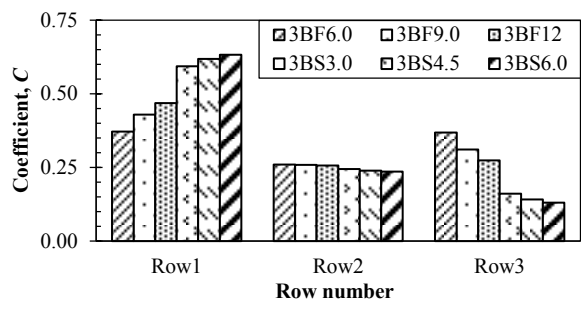 0.75
0.50
0.25
0.00
Coefficient, C
3BF6.0 3BF9.0 3BF12
3BS3.0 3BS4.5 3BS6.0
Row1 Row2 Row3
Row number